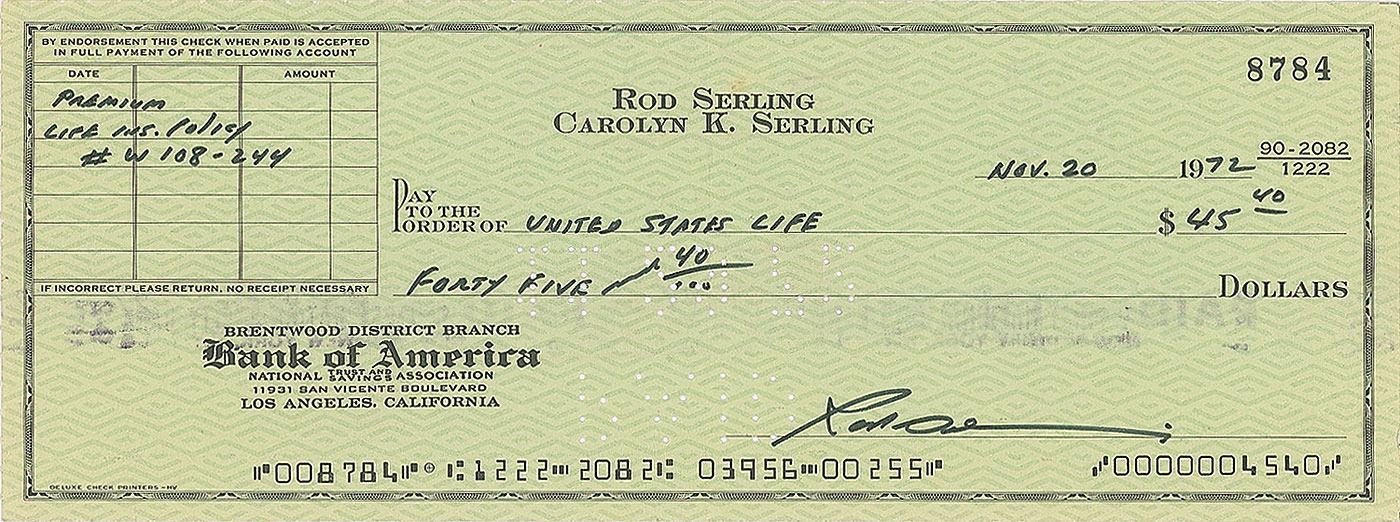 BY ENDORSEMENT THIS CHECK WHEN PAID IS ACCEPTED
IN FULL PAYMENT OF THE FOLLOWING ACCOUNT
DATE AMOUNT
PREMIUM
LIFE INS. Policy
# W 108-244
IF INCORRECT PLEASE RETURN. NO RECEIPT NECESSARY
8784
ROD SERLING
CAROLYN K. SERLING
NOV. 20 1972
90-2082
1222
PAY TO THE ORDER OF UNITED STATES LIFE $ 45 40
FORTY FIVE 40 DOLLARS
BRENTWOOD DISTRICT BRANCH
Bank of America
NATIONAL TRUST AND SAVINGS ASSOCIATION
11931 SAN VICENTE BOULEVARD
LOS ANGELES, CALIFORNIA
⑈008784⑈ ⑆1222⑉2082⑆ 03956⑉00255⑈ ⑇0000004540⑇
DELUXE CHECK PRINTERS-HV